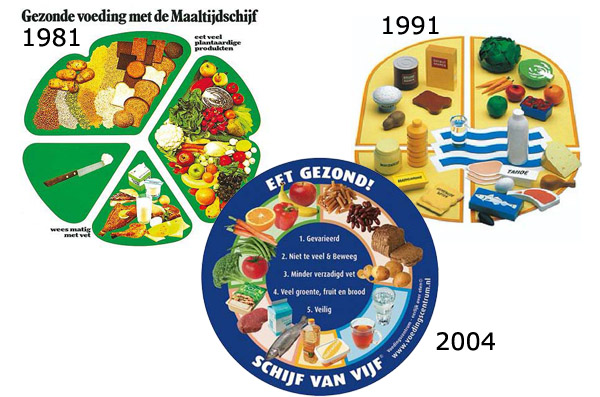 Gezonde voeding met de Maaltijdschijf
1981
eet veel
plantaardige
produkten
wees matig
met vet
1991
TAHOE
EET GEZOND!
1. Gevarieerd
2. Niet te veel & Beweeg
3. Minder verzadigd vet
4. Veel groente, fruit en brood
5. Veilig
SCHIJF VAN VIJF
www.voedingscentrum.nl
2004